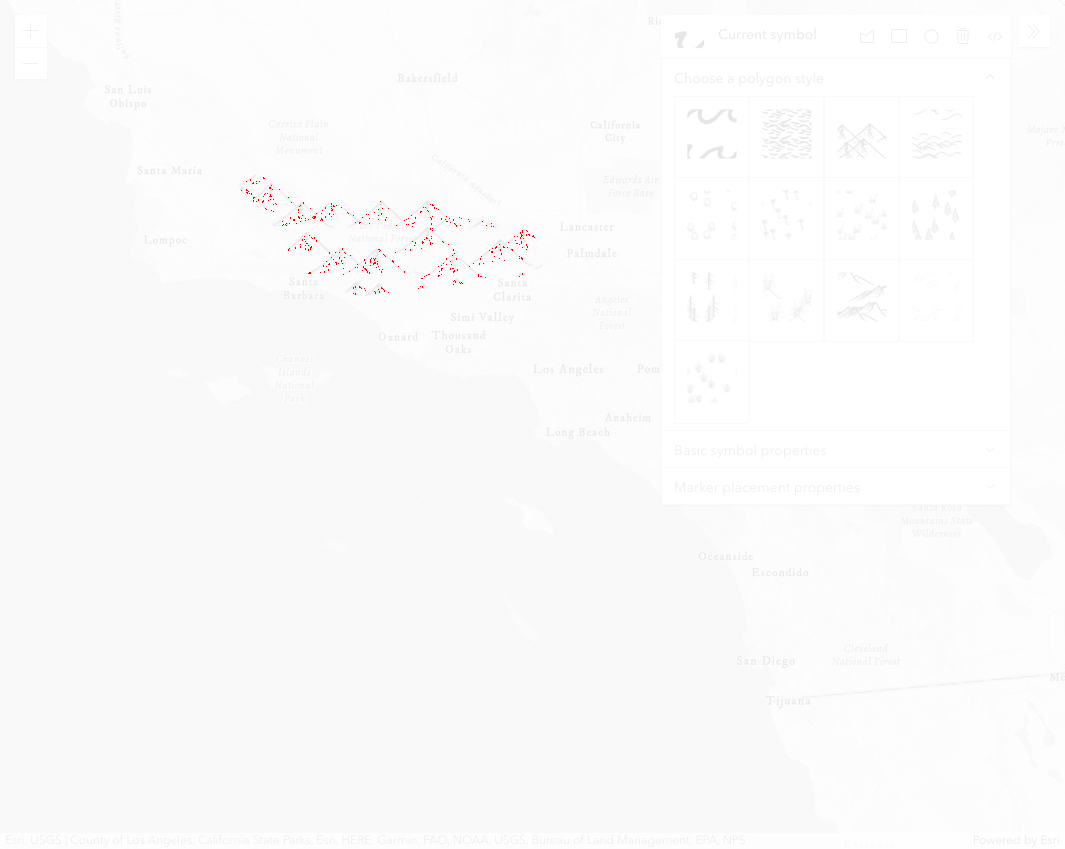 Current symbol
Choose a polygon style
Bakersfield
San Luis
Obispo
Carrizo Plain
National
Monument
California
City
Santa Maria
California Aqueduct
Edwards Air
Force Base
Lompoc
Lancaster
Palmdale
National Forest
Santa
Barbara
Santa
Clarita
Angeles
National
Forest
Simi Valley
Oxnard
Thousand
Oaks
Channel
Islands
National
Park
Los Angeles
Pom
Anaheim
Long Beach
Basic symbol properties
Marker placement properties
Santa Rosa
Mountains State
Wilderness
Oceanside
Escondido
Cleveland
National Forest
San Diego
Tijuana
Esri, USGS | County of Los Angeles, California State Parks, Esri, HERE, Garmin, FAO, NOAA, USGS, Bureau of Land Management, EPA, NPS
Powered by Esri